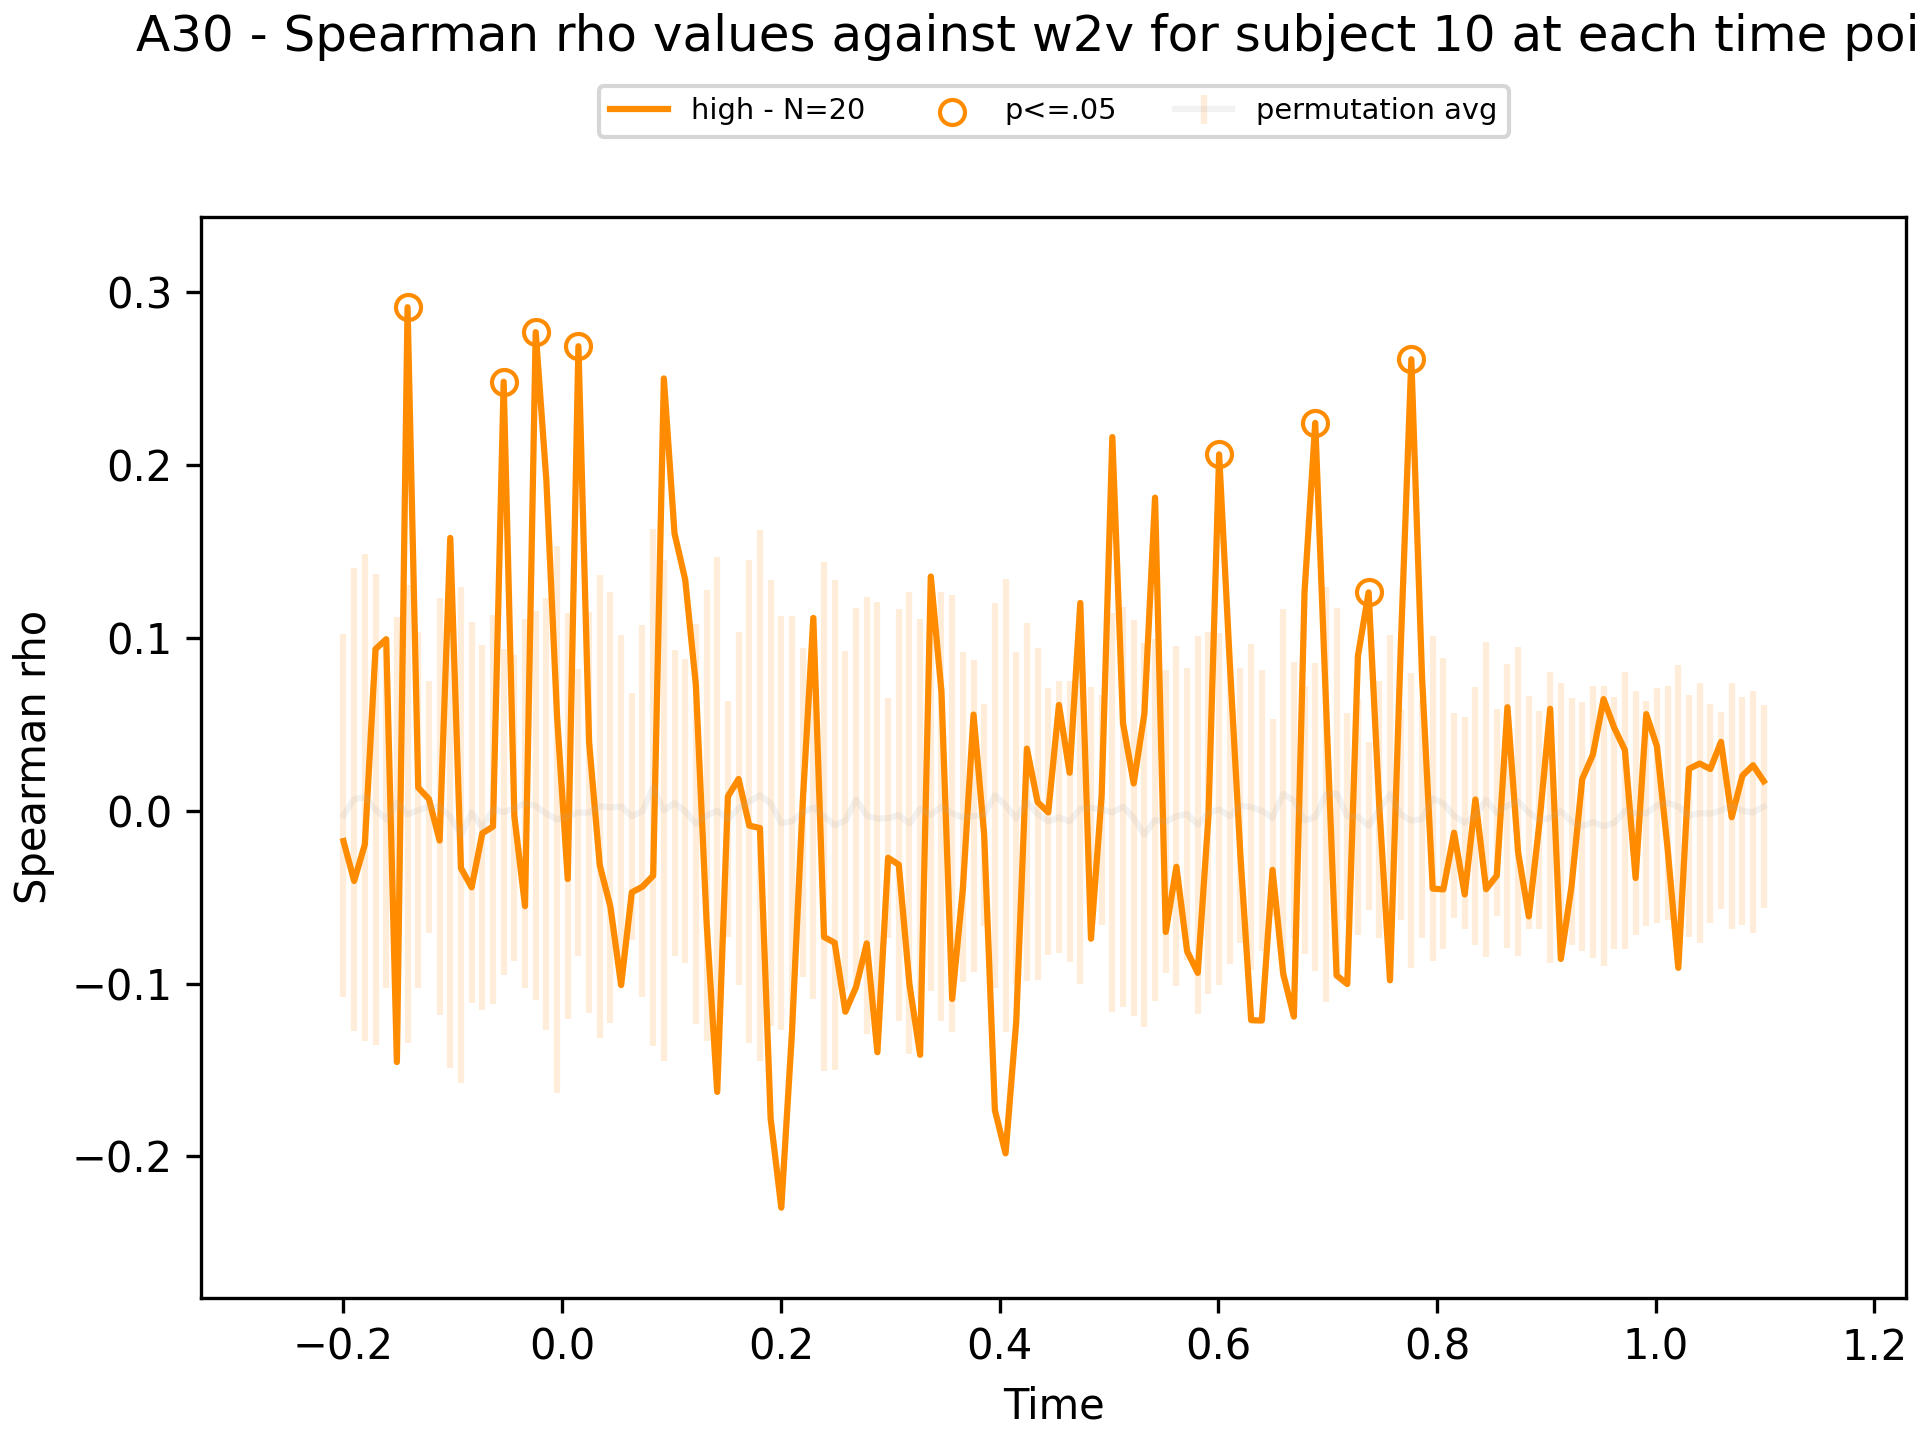 A30 - Spearman rho values against w2v for subject 10 at each time poi
high - N=20 p<=.05 permutation avg
0.3
0.2
0.1
0.0
−0.1
−0.2
Spearman rho
−0.2 0.0 0.2 0.4 0.6 0.8 1.0 1.2
Time